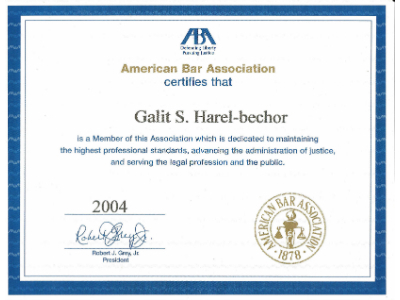 ABA
Defending Liberty
Pursuing Justice
American Bar Association
certifies that
Galit S. Harel-bechor
is a Member of this Association which is dedicated to maintaining
the highest professional standards, advancing the administration of justice,
and serving the legal profession and the public.
2004
Robert J. Grey, Jr.
Robert J. Grey, Jr.
President
AMERICAN BAR ASSOCIATION
· 1878 ·